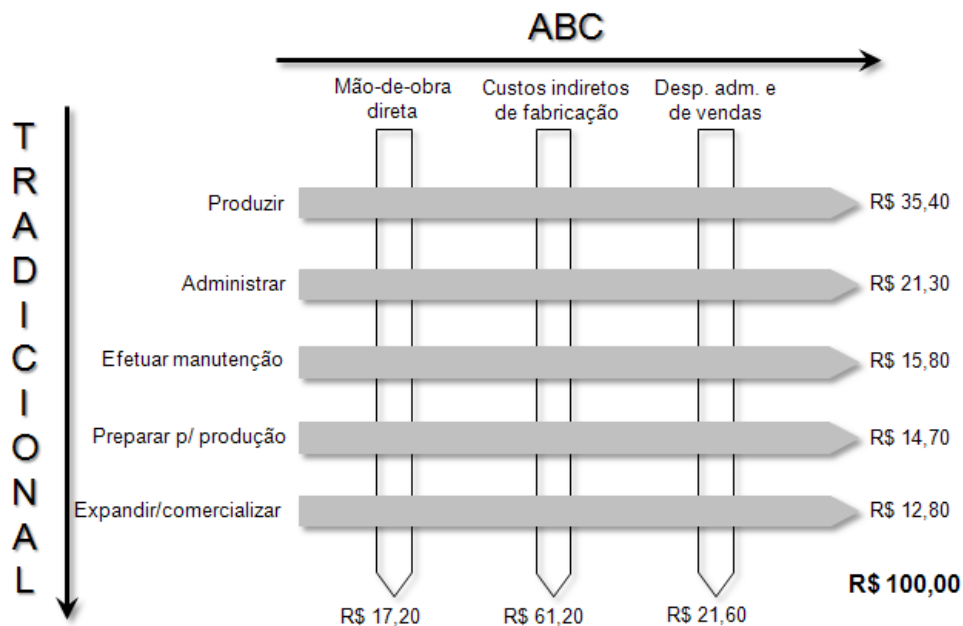 ABC
Mão-de-obra
direta
Custos indiretos
de fabricação
Desp. adm. e
de vendas
TRADICIONAL
Produzir
R$ 35,40
Administrar
R$ 21,30
Efetuar manutenção
R$ 15,80
Preparar p/ produção
R$ 14,70
Expandir/comercializar
R$ 12,80
R$ 100,00
R$ 17,20
R$ 61,20
R$ 21,60